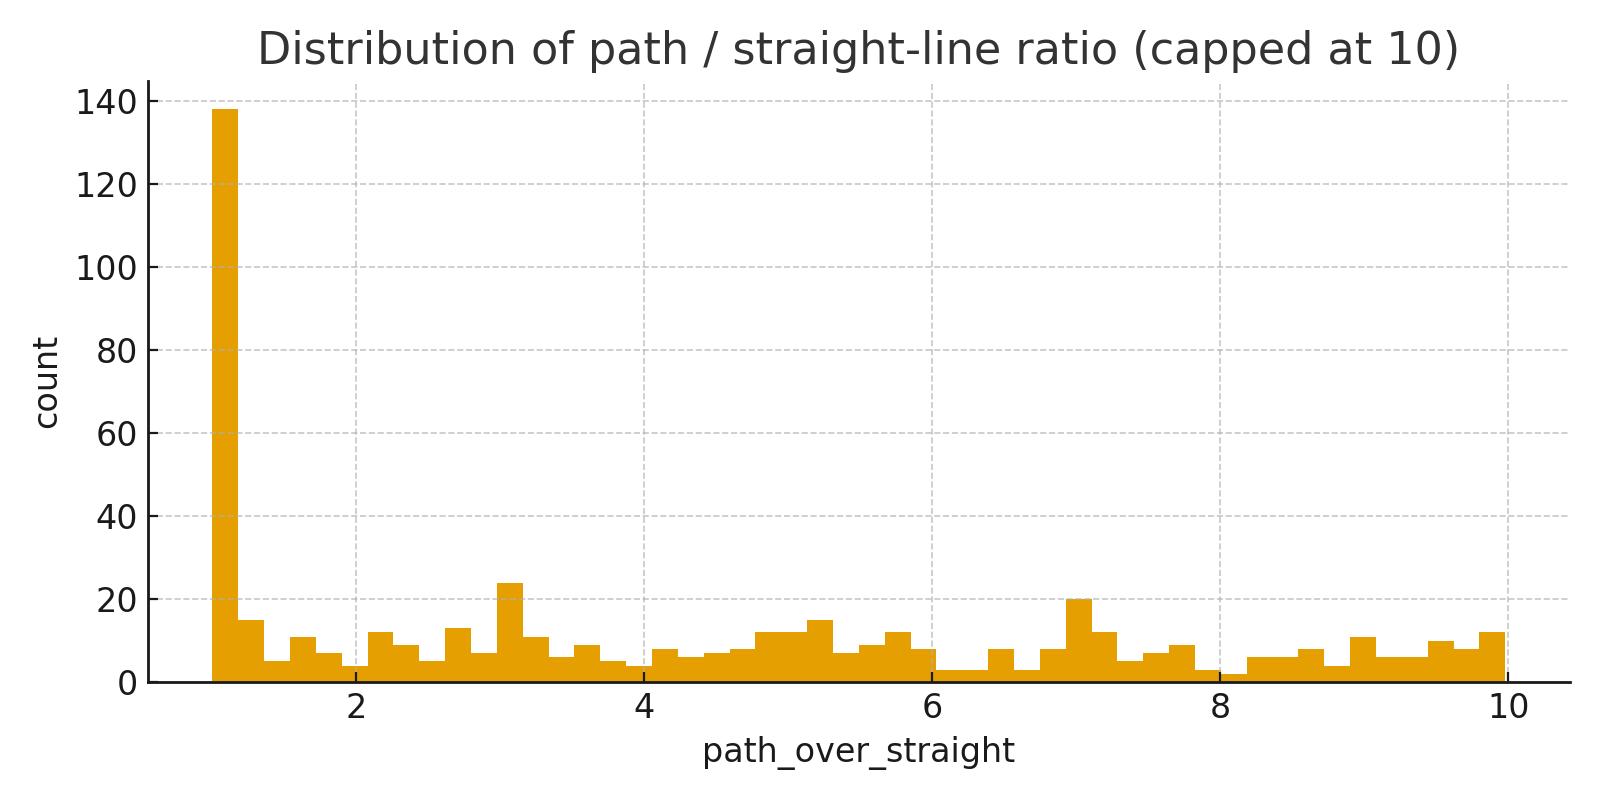 Distribution of path / straight-line ratio (capped at 10)
140
120
100
80
60
40
20
0
count
2 4 6 8 10
path_over_straight